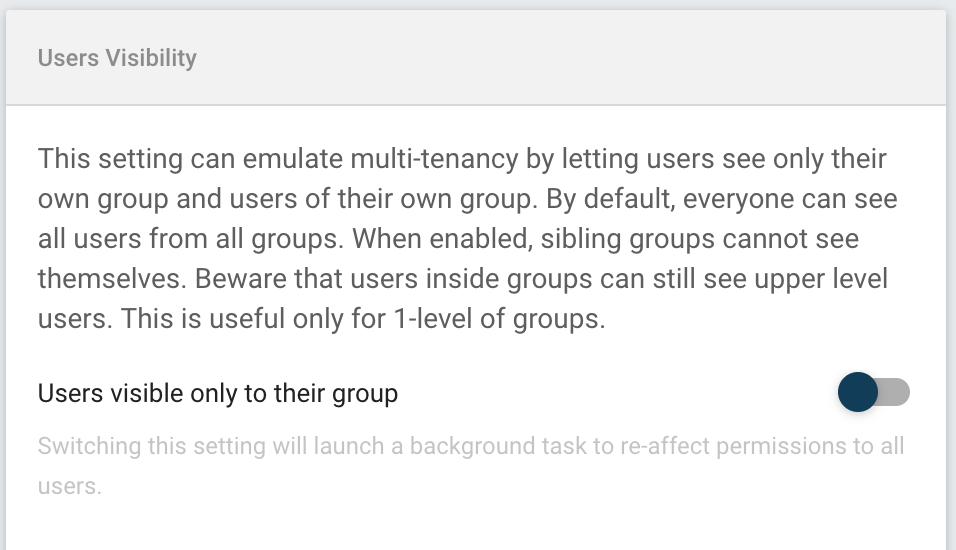 Users Visibility
This setting can emulate multi-tenancy by letting users see only their
own group and users of their own group. By default, everyone can see
all users from all groups. When enabled, sibling groups cannot see
themselves. Beware that users inside groups can still see upper level
users. This is useful only for 1-level of groups.
Users visible only to their group
Switching this setting will launch a background task to re-affect permissions to all
users.